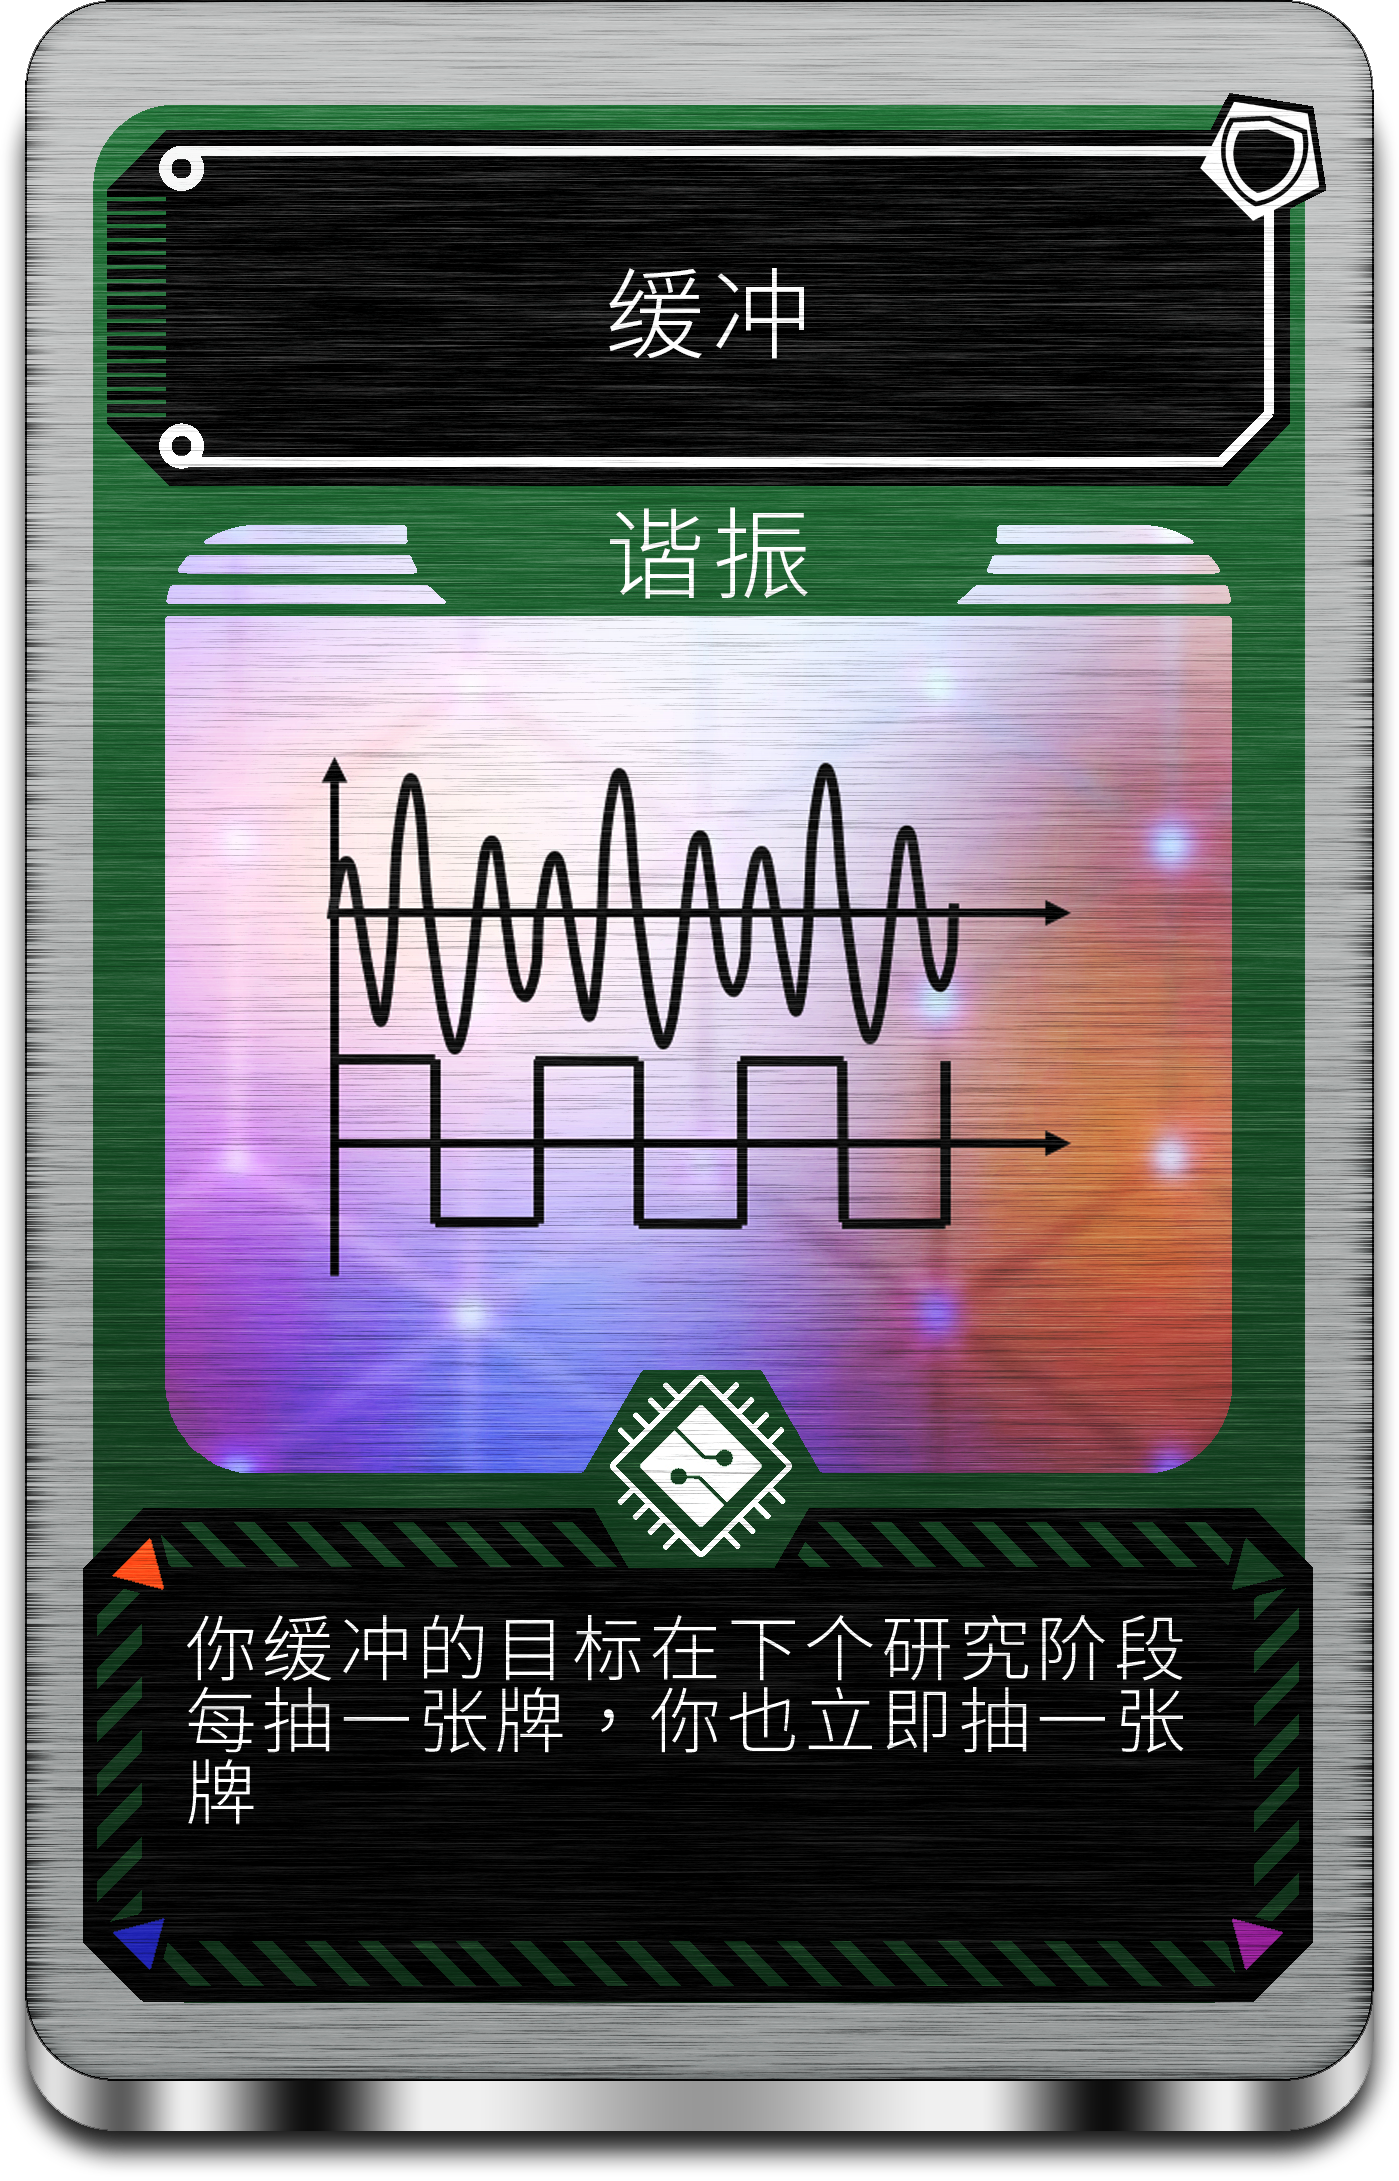 缓冲
谐振
你缓冲的目标在下个研究阶段
每抽一张牌，你也立即抽一张
牌